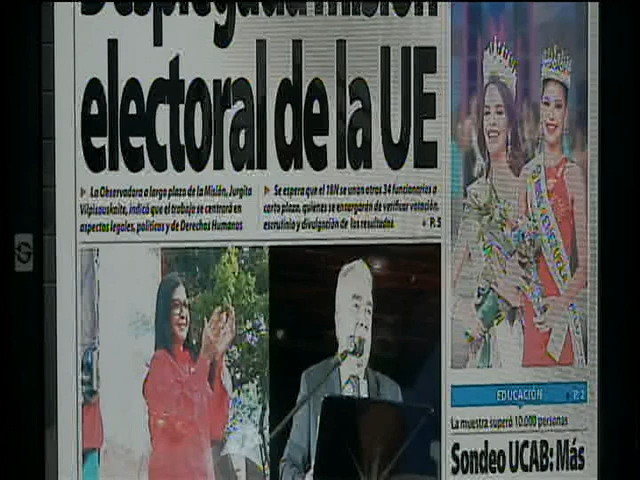 Desplegada misión
electoral de la UE
La Observadora a largo plazo de la Misión, Jurgita
Vilpisauskaite, indicó que el trabajo se centrará en
aspectos legales, políticos y de Derechos Humanos
Se espera que el 18N se unan otros 34 funcionarios a
corto plazo, quienes se encargarán de verificar votación,
escrutinio y divulgación de los resultados P. 5
EDUCACIÓN P. 2
La muestra superó 10.000 personas
Sondeo UCAB: Más